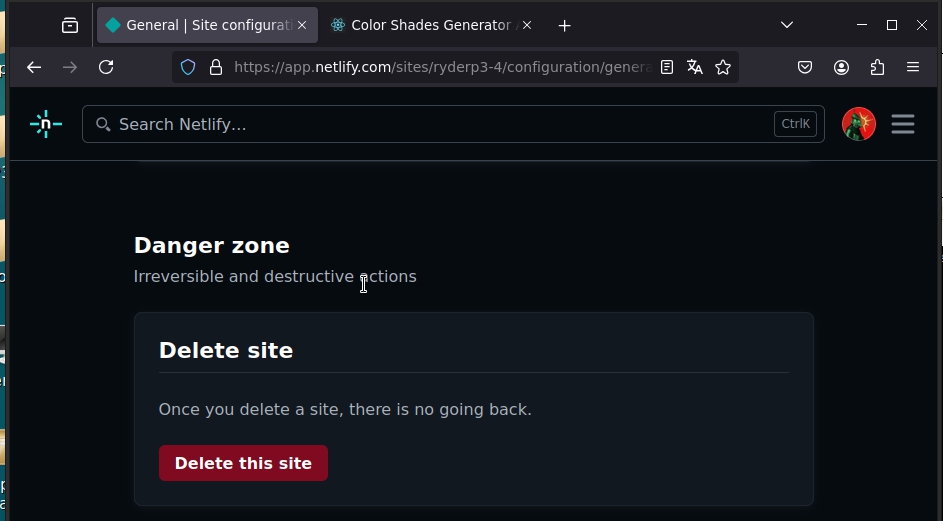 General | Site configurati
Color Shades Generator
https://app.netlify.com/sites/ryderp3-4/configuration/genera
n
Search Netlify...
CtrlK
Danger zone
Irreversible and destructive actions
Delete site
Once you delete a site, there is no going back.
Delete this site